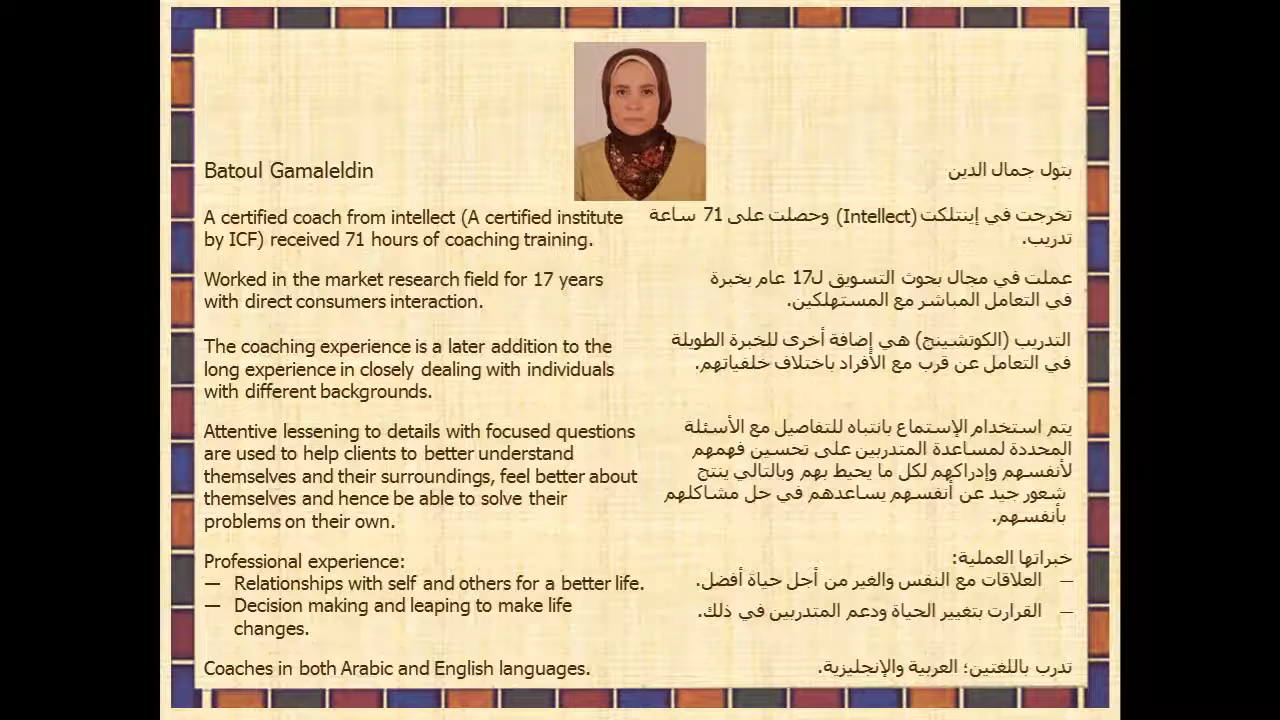 Batoul Gamaleldin
A certified coach from intellect (A certified institute
by ICF) received 71 hours of coaching training.
Worked in the market research field for 17 years
with direct consumers interaction.
The coaching experience is a later addition to the
long experience in closely dealing with individuals
with different backgrounds.
Attentive lessening to details with focused questions
are used to help clients to better understand
themselves and their surroundings, feel better about
themselves and hence be able to solve their
problems on their own.
Professional experience:
— Relationships with self and others for a better life.
— Decision making and leaping to make life
changes.
Coaches in both Arabic and English languages.
بتول جمال الدين
تخرجت في إينتلكت (Intellect) وحصلت على 71 ساعة
تدريب.
عملت في مجال بحوث التسويق ل17 عام بخبرة
في التعامل المباشر مع المستهلكين.
التدريب (الكوتشينج) هي إضافة أخرى للخبرة الطويلة
في التعامل عن قرب مع الأفراد باختلاف خلفياتهم.
يتم استخدام الإستماع بانتباه للتفاصيل مع الأسئلة
المحددة لمساعدة المتدربين على تحسين فهمهم
لأنفسهم وإدراكهم لكل ما يحيط بهم وبالتالي ينتج
شعور جيد عن أنفسهم يساعدهم في حل مشاكلهم
بأنفسهم.
خبراتها العملية:
— العلاقات مع النفس والغير من أجل حياة أفضل.
— القرارت بتغيير الحياة ودعم المتدربين في ذلك.
تدرب باللغتين؛ العربية والإنجليزية.